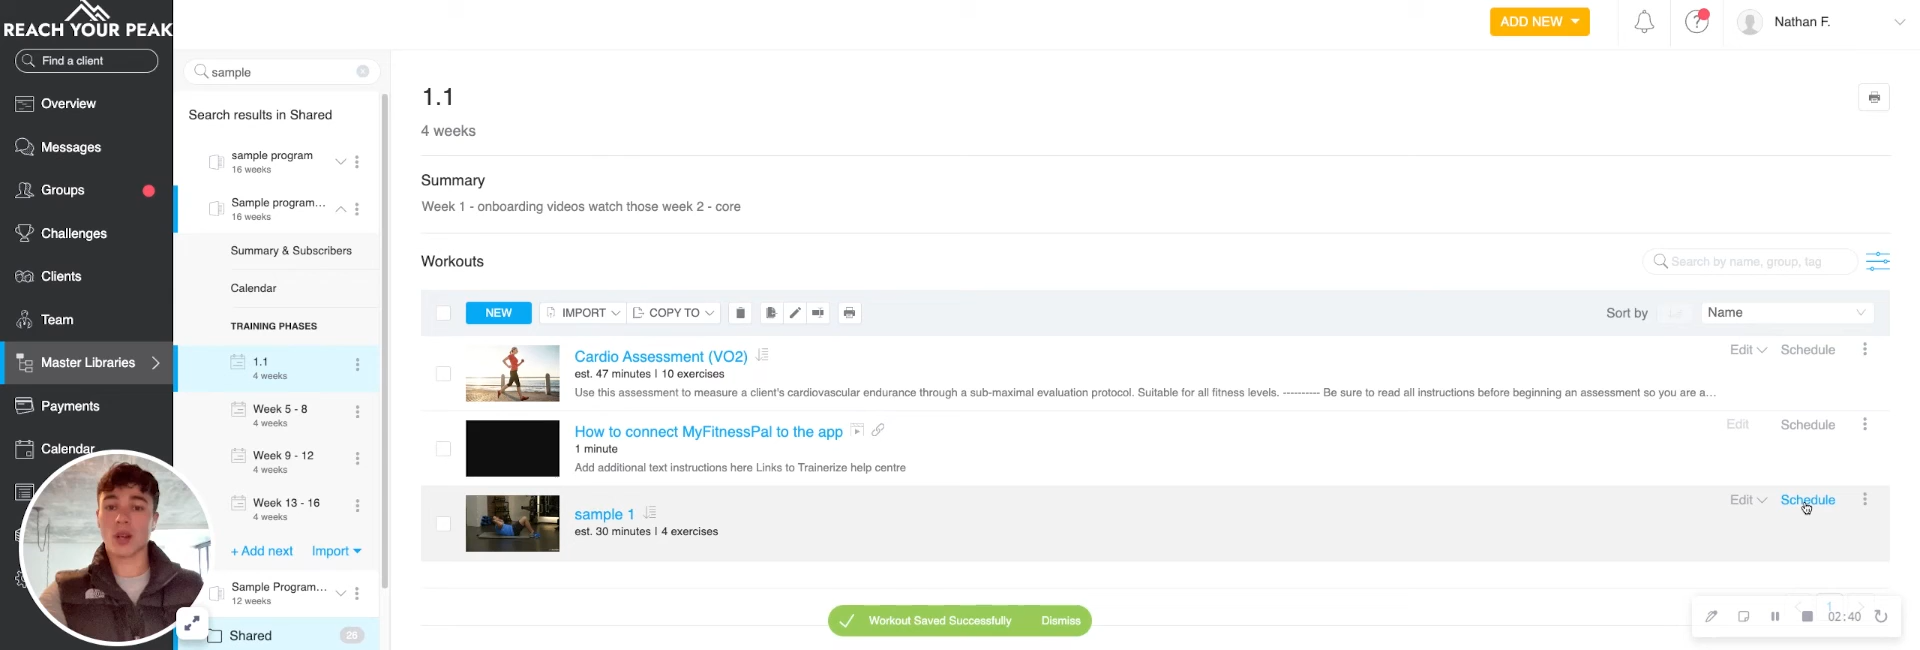 REACH YOUR PEAK
Find a client
Overview
Messages
Groups
Challenges
Clients
Team
Master Libraries
Payments
Calendar
sample
Search results in Shared
sample program
16 weeks
Sample program...
16 weeks
Summary & Subscribers
Calendar
TRAINING PHASES
1.1
4 weeks
Week 5 - 8
4 weeks
Week 9 - 12
4 weeks
Week 13 - 16
4 weeks
+ Add next Import
Sample Program...
12 weeks
Shared 26
ADD NEW
Nathan F.
1.1
4 weeks
Summary
Week 1 - onboarding videos watch those week 2 - core
Workouts
Search by name, group, tag
NEW IMPORT COPY TO
Sort by Name
Cardio Assessment (VO2)
Edit Schedule
est. 47 minutes | 10 exercises
Use this assessment to measure a client's cardiovascular endurance through a sub-maximal evaluation protocol. Suitable for all fitness levels. ---------- Be sure to read all instructions before beginning an assessment so you are a...
How to connect MyFitnessPal to the app
Edit Schedule
1 minute
Add additional text instructions here Links to Trainerize help centre
sample 1
Edit Schedule
est. 30 minutes | 4 exercises
Workout Saved Successfully Dismiss
1
02:40